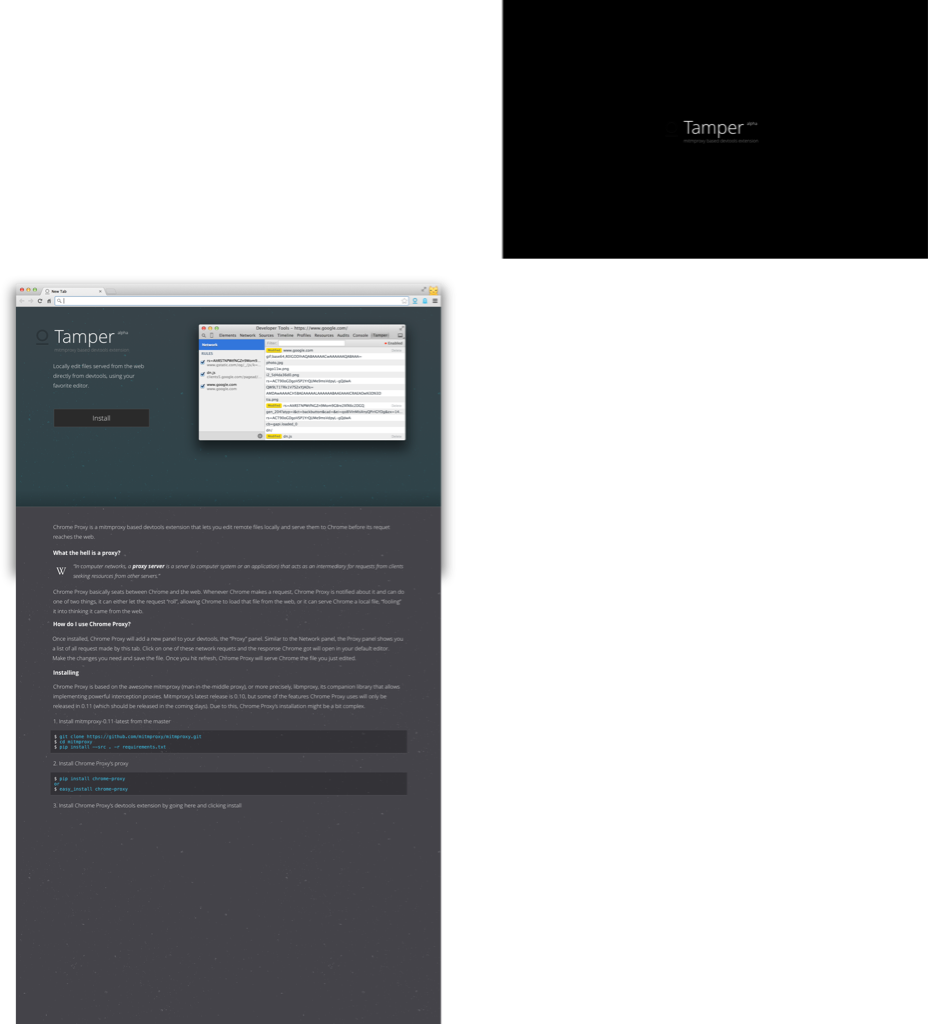 Tamper alpha
mitmproxy based devtools extension
New Tab
Tamper alpha
mitmproxy based devtools extension
Locally edit files served from the web
directly from devtools, using your
favorite editor.
Install
Developer Tools – https://www.google.com/
Elements Network Sources Timeline Profiles Resources Audits Console Tamper
Network
RULES
div.js
www.google.com
Filter
Enabled
Modified www.google.com
photo.jpg
Modified
Modified div.js
Chrome Proxy is a mitmproxy based devtools extension that lets you edit remote files locally and serve them to Chrome before its requet
reaches the web.
What the hell is a proxy?
W "In computer networks, a proxy server is a server (a computer system or an application) that acts as an intermediary for requests from clients
seeking resources from other servers."
Chrome Proxy basically seats between Chrome and the web. Whenever Chrome makes a request, Chrome Proxy is notified about it and can do
one of two things, it can either let the request "roll", allowing Chrome to load that file from the web, or it can serve Chrome a local file, "fooling"
it into thinking it came from the web.
How do I use Chrome Proxy?
Once installed, Chrome Proxy will add a new panel to your devtools, the "Proxy" panel. Similar to the Network panel, the Proxy panel shows you
a list of all request made by this tab. Click on one of these network requets and the response Chrome got will open in your default editor.
Make the changes you need and save the file. Once you hit refresh, Chrome Proxy will serve Chrome the file you just edited.
Installing
Chrome Proxy is based on the awesome mitmproxy (man-in-the-middle proxy), or more precisely, libmproxy, its companion library that allows
implementing powerful interception proxies. Mitmproxy's latest release is 0.10, but some of the features Chrome Proxy uses will only be
released in 0.11 (which should be released in the coming days). Due to this, Chrome Proxy's installation might be a bit complex.
1. Install mitmproxy-0.11-latest from the master
$ git clone https://github.com/mitmproxy/mitmproxy.git
$ cd mitmproxy
$ pip install --src . -r requirements.txt
2. Install Chrome Proxy's proxy
$ pip install chrome-proxy
or
$ easy_install chrome-proxy
3. Install Chrome Proxy's devtools extension by going here and clicking install